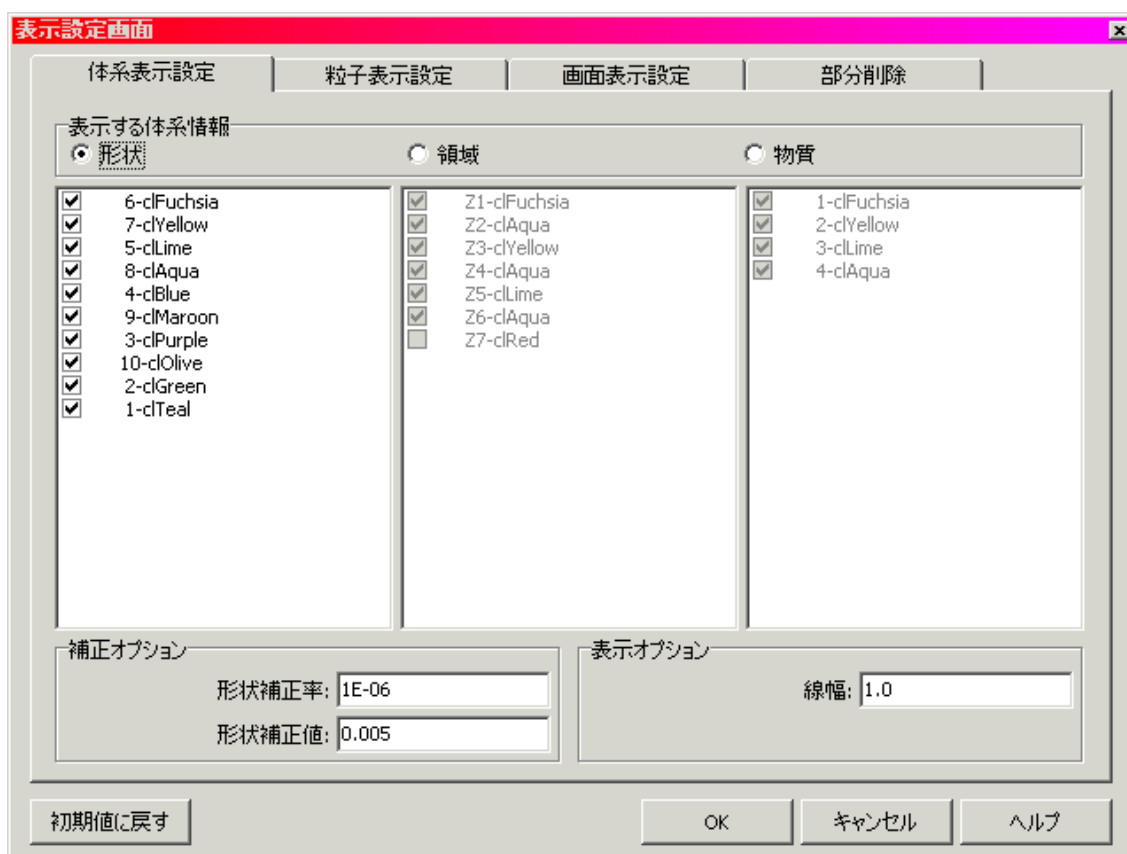 表示設定画面
体系表示設定 粒子表示設定 画面表示設定 部分削除
表示する体系情報
形状 領域 物質
6-clFuchsia Z1-clFuchsia 1-clFuchsia
7-clYellow Z2-clAqua 2-clYellow
5-clLime Z3-clYellow 3-clLime
8-clAqua Z4-clAqua 4-clAqua
4-clBlue Z5-clLime
9-clMaroon Z6-clAqua
3-clPurple Z7-clRed
10-clOlive
2-clGreen
1-clTeal
補正オプション 表示オプション
形状補正率: 1E-06 線幅: 1.0
形状補正値: 0.005
初期値に戻す OK キャンセル ヘルプ